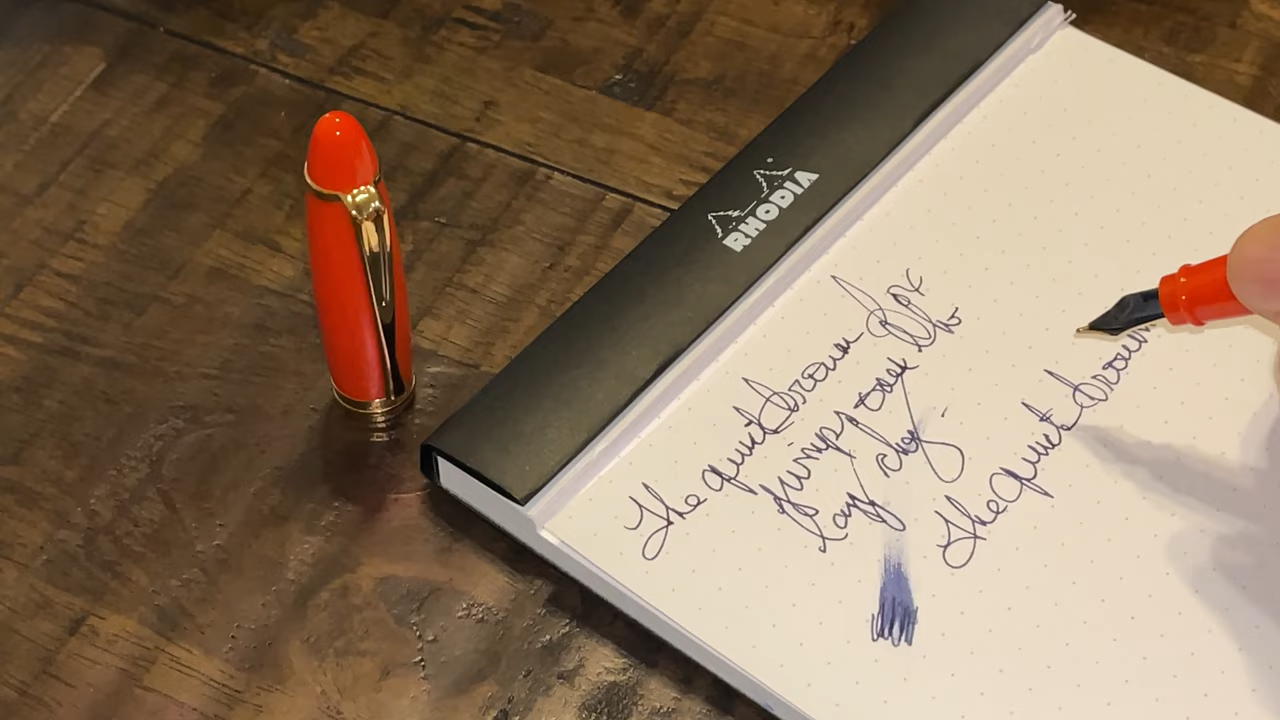 RHODIA
The quick brown fox
jumps over the
lazy dog.
The quick brown